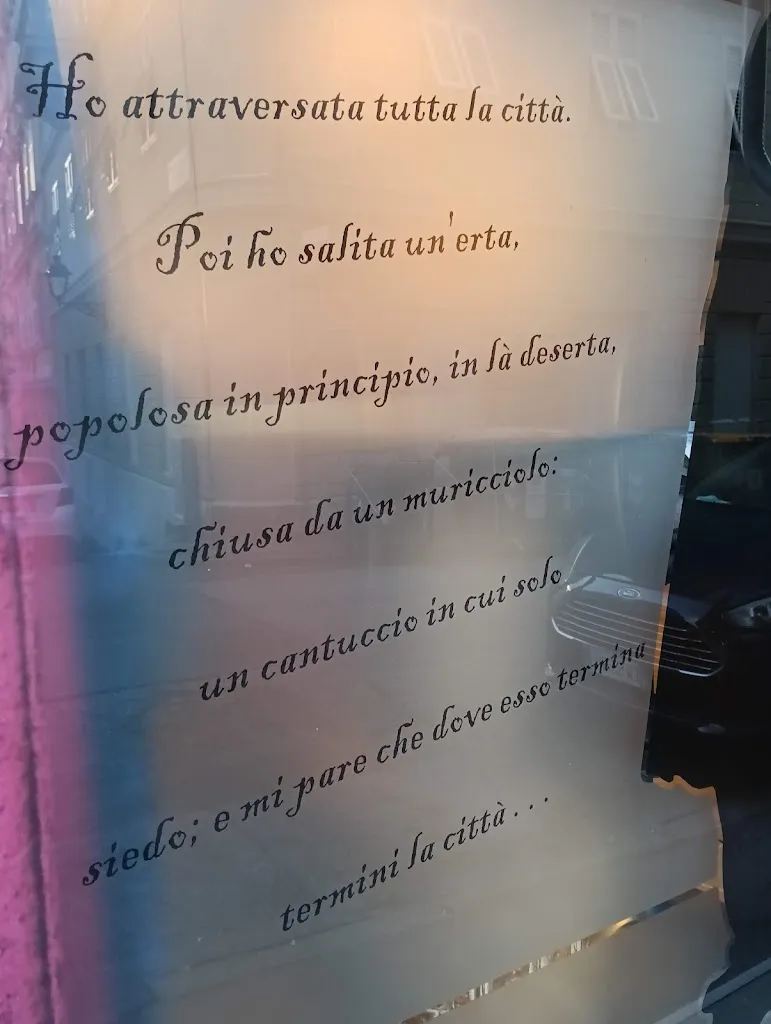 Ho attraversata tutta la città.
Poi ho salita un'erta,
popolosa in principio, in là deserta,
chiusa da un muricciolo:
un cantuccio in cui solo
siedo; e mi pare che dove esso termina
termini la città...